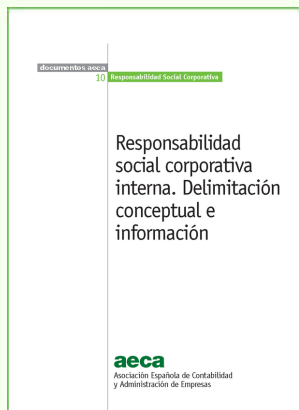 documentos aeca
10 Responsabilidad Social Corporativa
Responsabilidad
social corporativa
interna. Delimitación
conceptual e
información
aeca
Asociación Española de Contabilidad
y Administración de Empresas